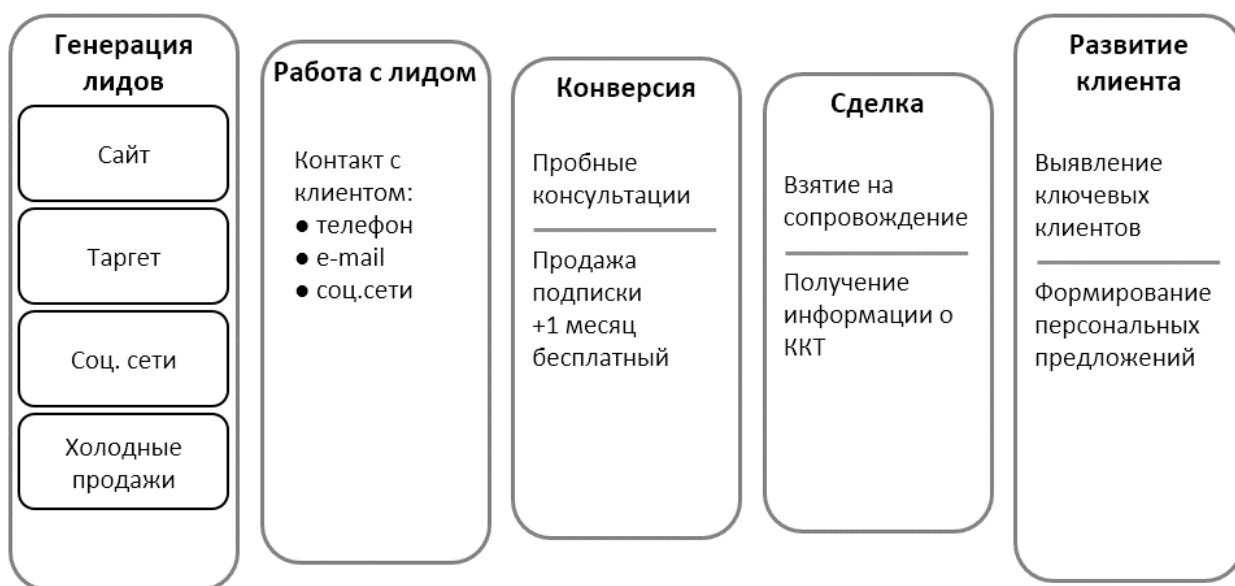 Генерация
лидов
Сайт
Таргет
Соц. сети
Холодные
продажи
Работа с лидом
Контакт с
клиентом:
● телефон
● e-mail
● соц.сети
Конверсия
Пробные
консультации
Продажа
подписки
+1 месяц
бесплатный
Сделка
Взятие на
сопровождение
Получение
информации о
ККТ
Развитие
клиента
Выявление
ключевых
клиентов
Формирование
персональных
предложений